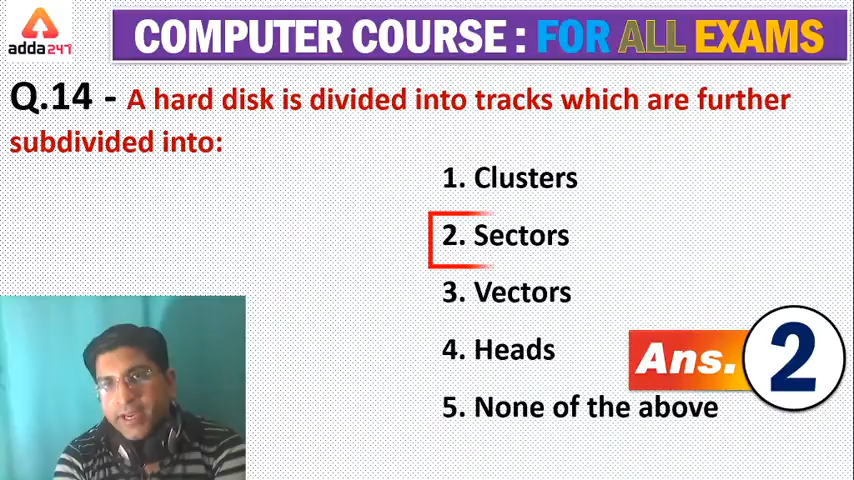 adda247
COMPUTER COURSE : FOR ALL EXAMS
Q.14 - A hard disk is divided into tracks which are further
subdivided into:
1. Clusters
2. Sectors
3. Vectors
4. Heads
5. None of the above
Ans. 2